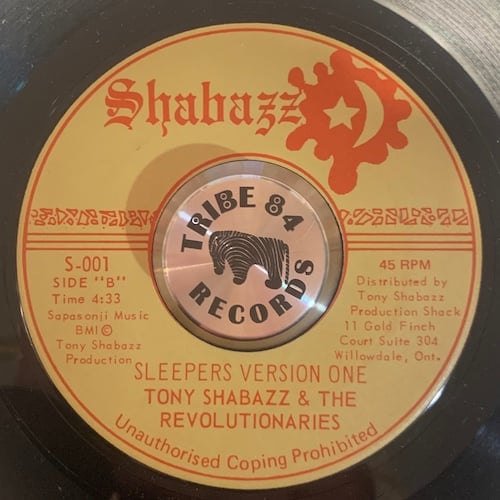 Shabazz
TRIBE 84
RECORDS
S-001
SIDE "B"
Time 4:33
Sapasonji Music
BMI©
Tony Shabazz
Production
45 RPM
Distributed by
Tony Shabazz
Production Shack
11 Gold Finch
Court Suite 304
Willowdale, Ont.
SLEEPERS VERSION ONE
TONY SHABAZZ & THE
REVOLUTIONARIES
Unauthorised Coping Prohibited